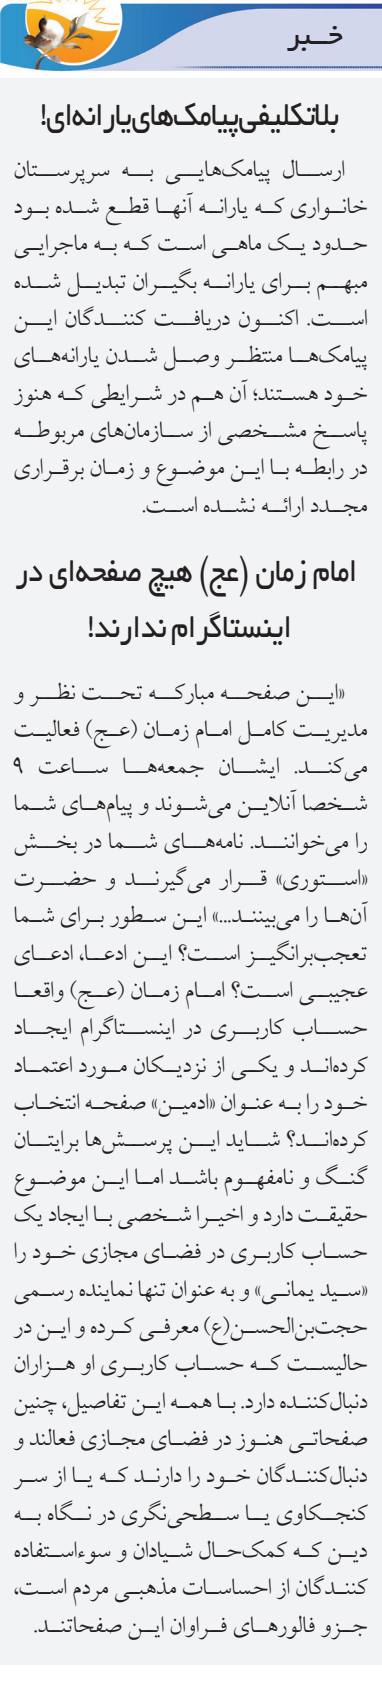 خـــبر
بلاتکلیفی پیامک‌های یارانه‌ای!
ارسال پیامک‌هایی به سرپرستان
خانواری که یارانه آنها قطع شده بود
حدود یک ماهی است که به ماجرایی
مبهم برای یارانه بگیران تبدیل شده
است. اکنون دریافت کنندگان این
پیامک‌ها منتظر وصل شدن یارانه‌های
خود هستند؛ آن هم در شرایطی که هنوز
پاسخ مشخصی از سازمان‌های مربوطه
در رابطه با این موضوع و زمان برقراری
مجدد ارائه نشده است.
امام زمان (عج) هیچ صفحه‌ای در
اینستاگرام ندارند!
«این صفحه مبارکه تحت نظر و
مدیریت کامل امام زمان (عج) فعالیت
می‌کند. ایشان جمعه‌ها ساعت ۹
شخصا آنلاین می‌شوند و پیام‌های شما
را می‌خوانند. نامه‌های شما در بخش
«استوری» قرار می‌گیرند و حضرت
آن‌ها را می‌بینند...» این سطور برای شما
تعجب‌برانگیز است؟ این ادعا، ادعای
عجیبی است؟ امام زمان (عج) واقعا
حساب کاربری در اینستاگرام ایجاد
کرده‌اند و یکی از نزدیکان مورد اعتماد
خود را به عنوان «ادمین» صفحه انتخاب
کرده‌اند؟ شاید این پرسش‌ها برایتان
گنگ و نامفهوم باشد اما این موضوع
حقیقت دارد و اخیرا شخصی با ایجاد یک
حساب کاربری در فضای مجازی خود را
«سید یمانی» و به عنوان تنها نماینده رسمی
حجت‌بن‌الحسن(ع) معرفی کرده و این در
حالیست که حساب کاربری او هزاران
دنبال‌کننده دارد. با همه این تفاصیل، چنین
صفحاتی هنوز در فضای مجازی فعالند و
دنبال‌کنندگان خود را دارند که یا از سر
کنجکاوی یا سطحی‌نگری در نگاه به
دین که کمک‌حال شیادان و سوءاستفاده
کنندگان از احساسات مذهبی مردم است،
جزو فالورهای فراوان این صفحاتند.